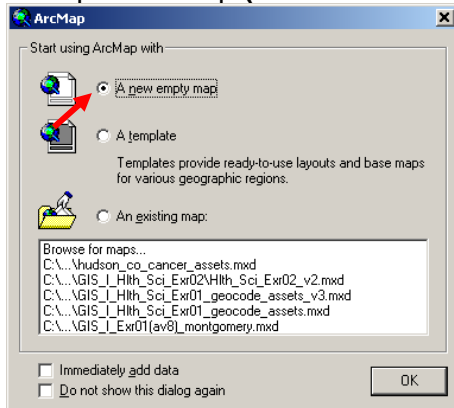 ArcMap
Start using ArcMap with
A new empty map
A template
Templates provide ready-to-use layouts and base maps
for various geographic regions.
An existing map:
Browse for maps...
C:\...\hudson_co_cancer_assets.mxd
C:\...\GIS_I_Hlth_Sci_Exr02\Hlth_Sci_Exr02_v2.mxd
C:\...\GIS_I_Hlth_Sci_Exr01_geocode_assets_v3.mxd
C:\...\GIS_I_Hlth_Sci_Exr01_geocode_assets.mxd
C:\...\GIS_I_Exr01(av8)_montgomery.mxd
Immediately add data
Do not show this dialog again
OK